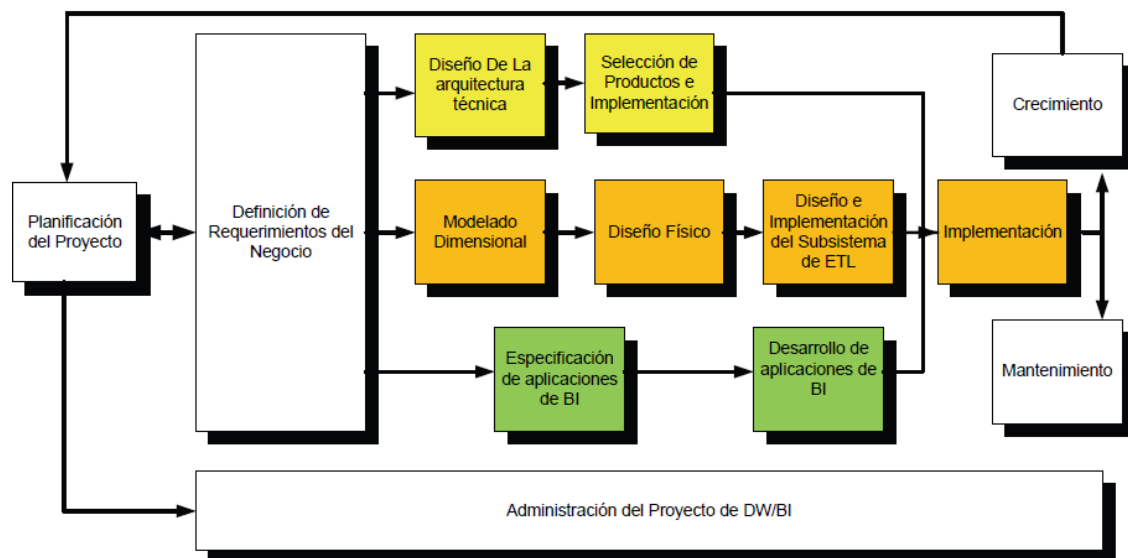 Planificación
del Proyecto
Definición de
Requerimientos del
Negocio
Diseño De La
arquitectura
técnica
Selección de
Productos e
Implementación
Modelado
Dimensional
Diseño Físico
Diseño e
Implementación
del Subsistema
de ETL
Implementación
Especificación
de aplicaciones
de BI
Desarrollo de
aplicaciones de
BI
Crecimiento
Mantenimiento
Administración del Proyecto de DW/BI